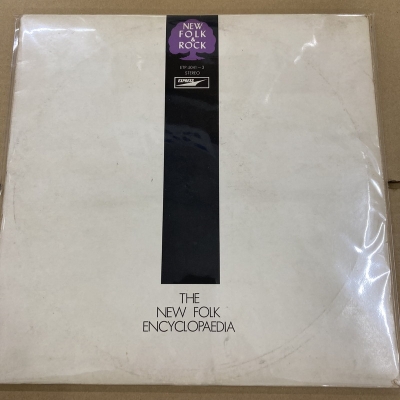 NEW
FOLK
&
ROCK
STEREO
EXPRESS
THE
NEW FOLK
ENCYCLOPAEDIA